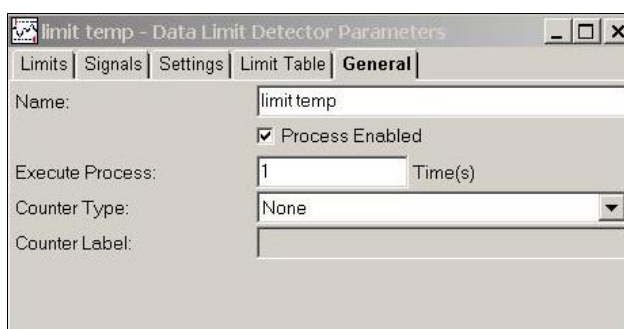 limit temp - Data Limit Detector Parameters
Limits Signals Settings Limit Table General
Name: limit temp
Process Enabled
Execute Process: 1 Time(s)
Counter Type: None
Counter Label: